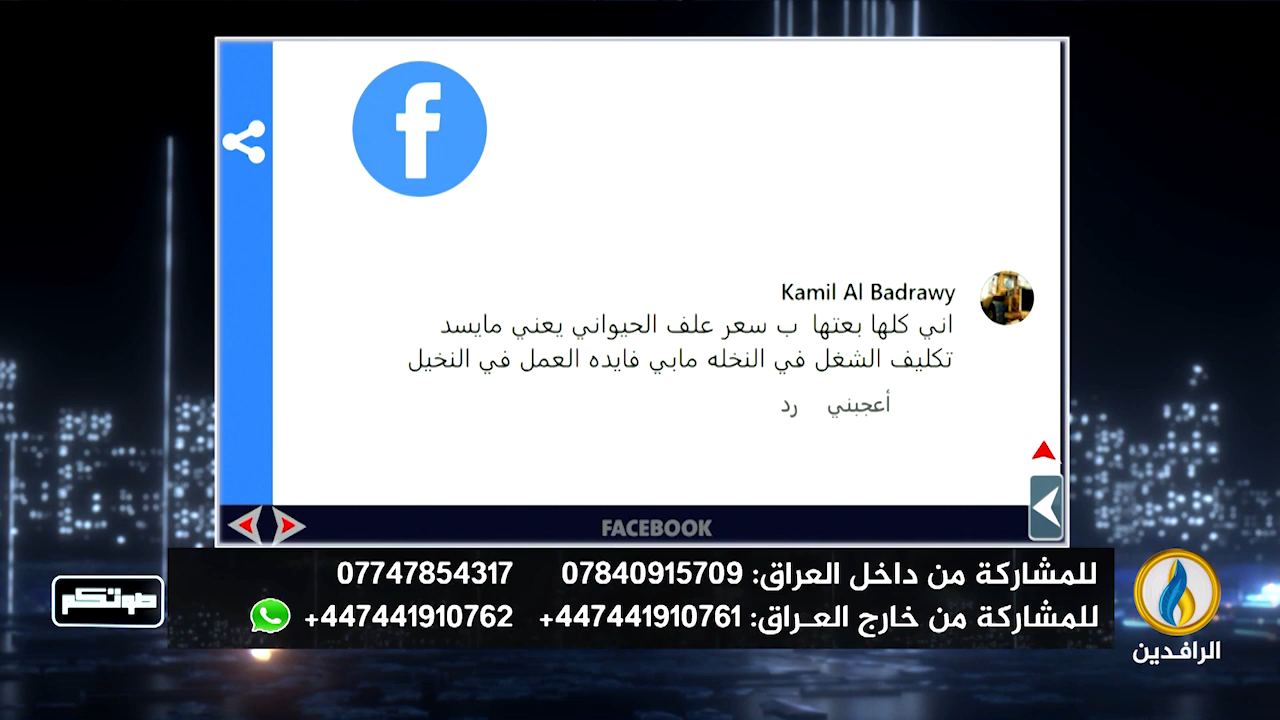 Kamil Al Badrawy
اني كلها بعتها ب سعر علف الحيواني يعني مايسد
تكليف الشغل في النخله مابي فايده العمل في النخيل
أعجبني رد
FACEBOOK
للمشاركة من داخل العراق: 07840915709 07747854317
للمشاركة من خارج العـراق: 447441910761+ 447441910762+
صوتكم
الرافدين